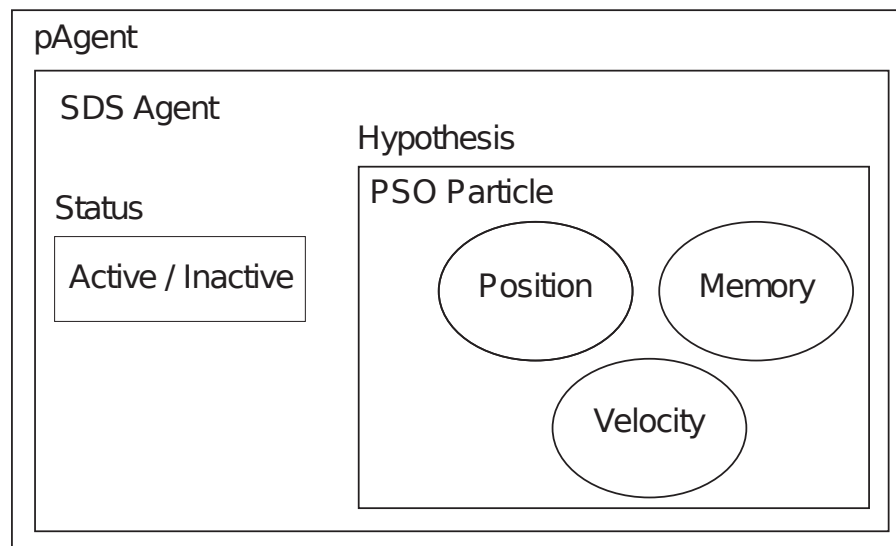 pAgent
SDS Agent
Hypothesis
PSO Particle
Status
Active / Inactive
Position
Memory
Velocity